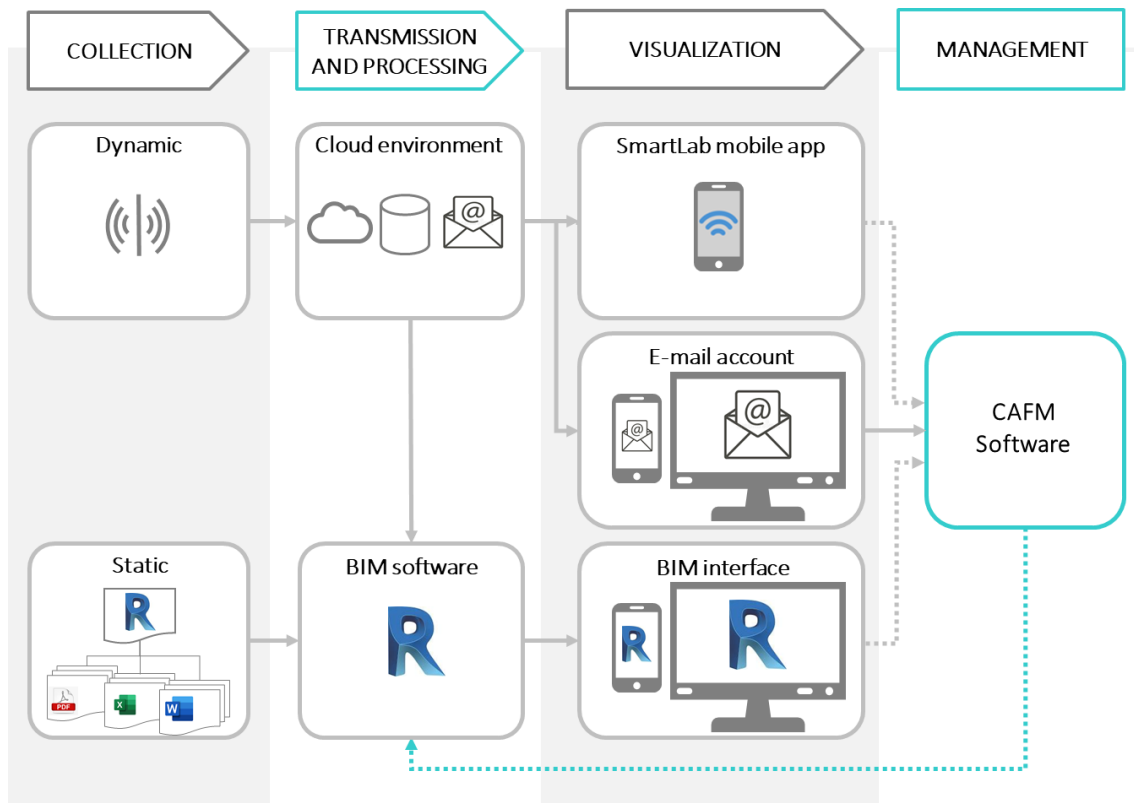 COLLECTION
TRANSMISSION
AND PROCESSING
VISUALIZATION
MANAGEMENT
Dynamic
Cloud environment
@
SmartLab mobile app
E-mail account
@
@
CAFM
Software
Static
R
PDF
X
W
BIM software
R
BIM interface
R
R